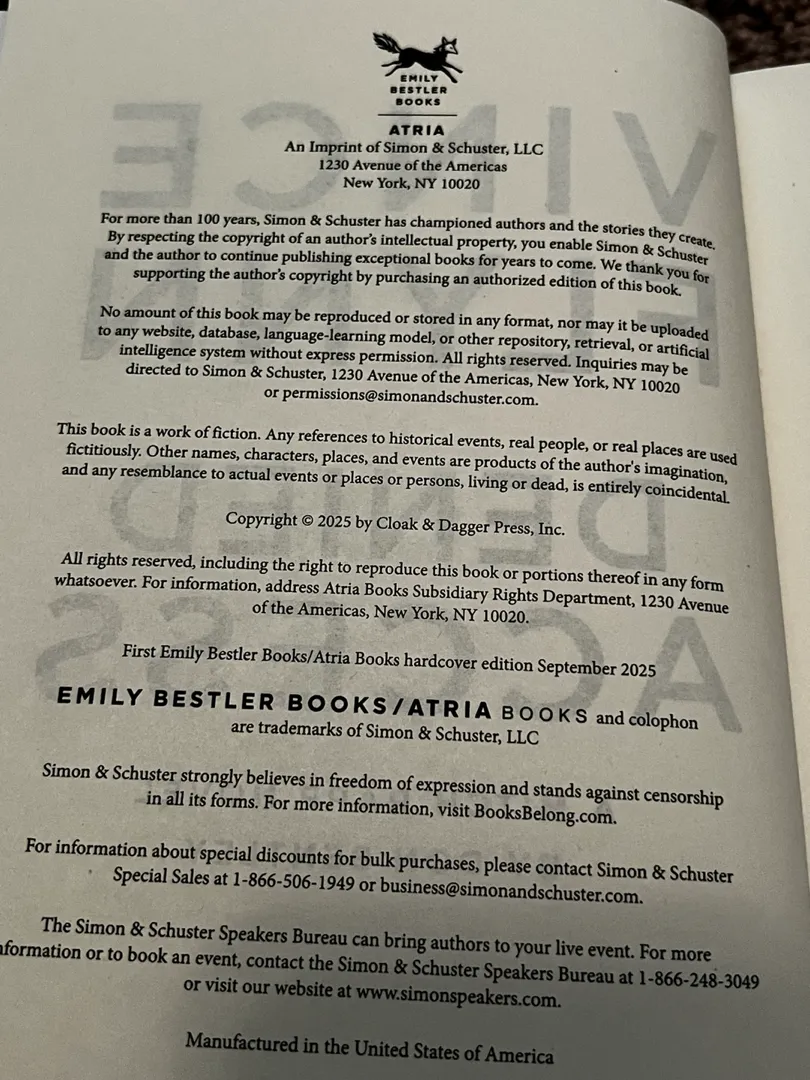 EMILY
BESTLER
BOOKS
ATRIA
An Imprint of Simon & Schuster, LLC
1230 Avenue of the Americas
New York, NY 10020
For more than 100 years, Simon & Schuster has championed authors and the stories they create.
By respecting the copyright of an author's intellectual property, you enable Simon & Schuster
and the author to continue publishing exceptional books for years to come. We thank you for
supporting the author's copyright by purchasing an authorized edition of this book.
No amount of this book may be reproduced or stored in any format, nor may it be uploaded
to any website, database, language-learning model, or other repository, retrieval, or artificial
intelligence system without express permission. All rights reserved. Inquiries may be
directed to Simon & Schuster, 1230 Avenue of the Americas, New York, NY 10020
or permissions@simonandschuster.com.
This book is a work of fiction. Any references to historical events, real people, or real places are used
fictitiously. Other names, characters, places, and events are products of the author's imagination,
and any resemblance to actual events or places or persons, living or dead, is entirely coincidental.
Copyright © 2025 by Cloak & Dagger Press, Inc.
All rights reserved, including the right to reproduce this book or portions thereof in any form
whatsoever. For information, address Atria Books Subsidiary Rights Department, 1230 Avenue
of the Americas, New York, NY 10020.
First Emily Bestler Books/Atria Books hardcover edition September 2025
EMILY BESTLER BOOKS/ATRIA BOOKS and colophon
are trademarks of Simon & Schuster, LLC
Simon & Schuster strongly believes in freedom of expression and stands against censorship
in all its forms. For more information, visit BooksBelong.com.
For information about special discounts for bulk purchases, please contact Simon & Schuster
Special Sales at 1-866-506-1949 or business@simonandschuster.com.
The Simon & Schuster Speakers Bureau can bring authors to your live event. For more
nformation or to book an event, contact the Simon & Schuster Speakers Bureau at 1-866-248-3049
or visit our website at www.simonspeakers.com.
Manufactured in the United States of America